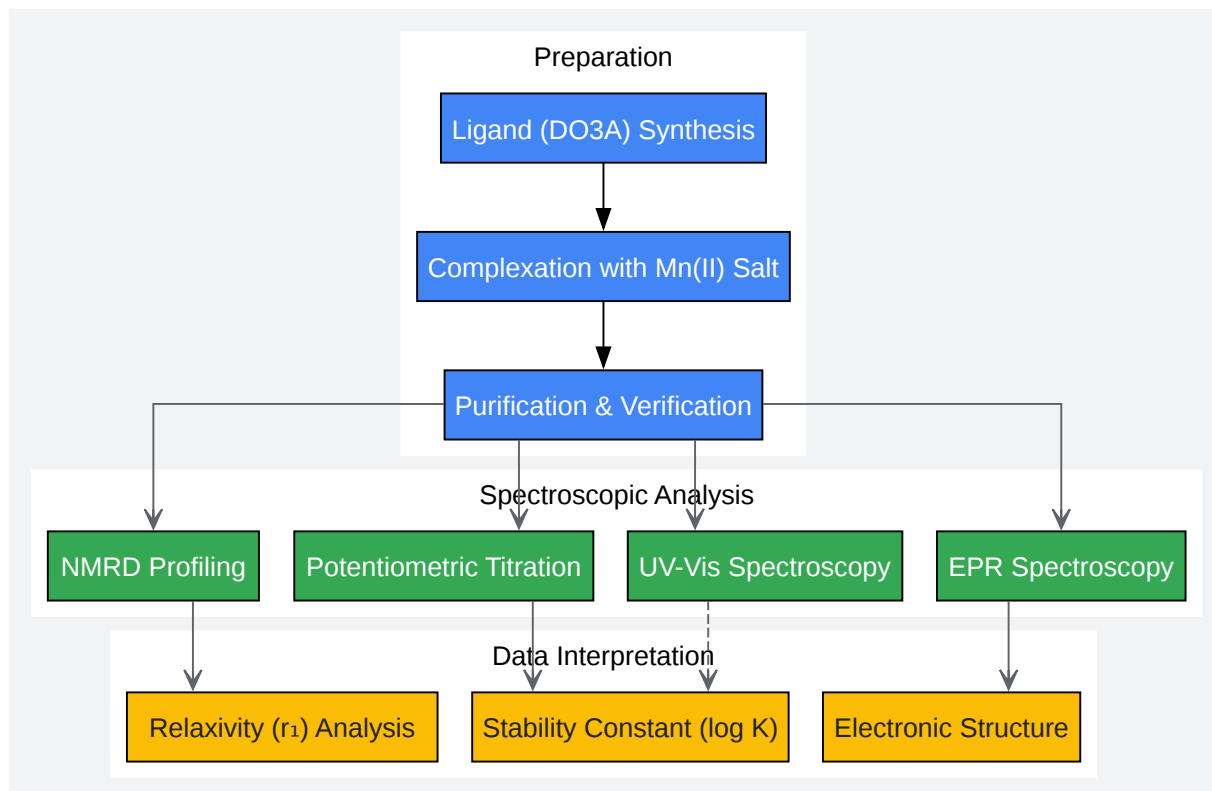 Preparation
Ligand (DO3A) Synthesis
Complexation with Mn(II) Salt
Purification & Verification
Spectroscopic Analysis
NMRD Profiling
Potentiometric Titration
UV-Vis Spectroscopy
EPR Spectroscopy
Data Interpretation
Relaxivity (r₁) Analysis
Stability Constant (log K)
Electronic Structure